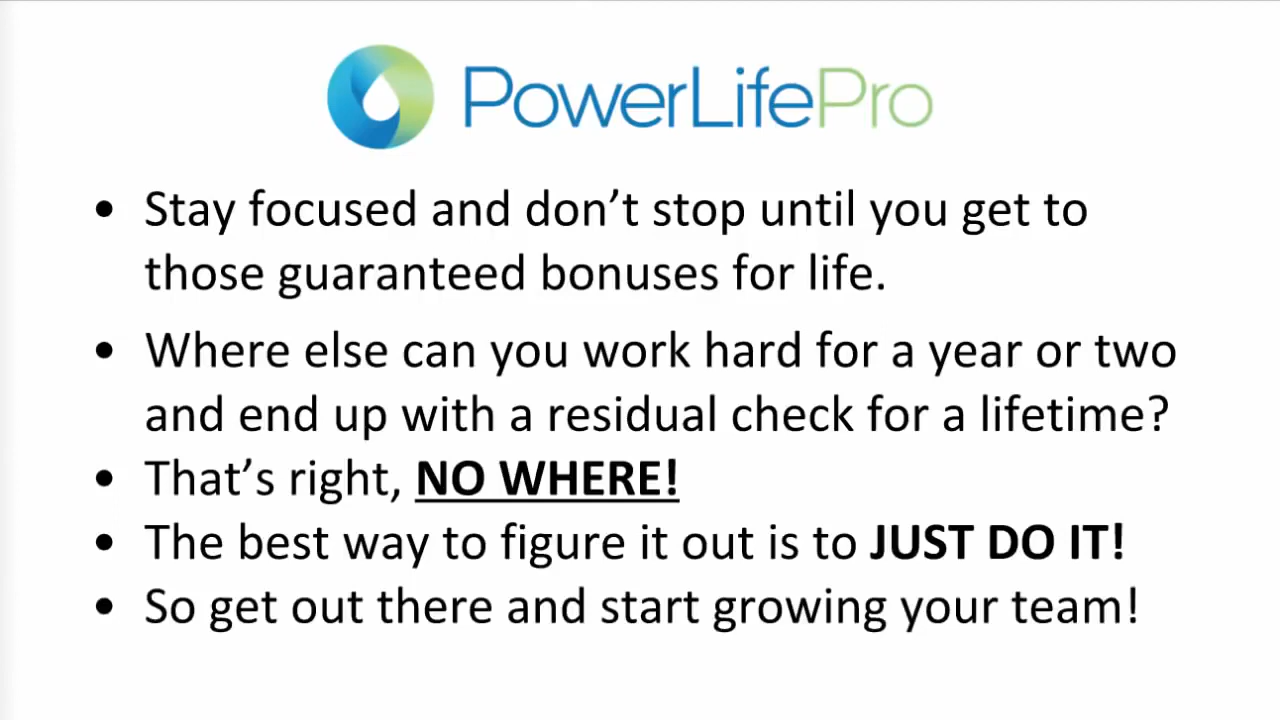 PowerLifePro
• Stay focused and don’t stop until you get to
those guaranteed bonuses for life.
• Where else can you work hard for a year or two
and end up with a residual check for a lifetime?
• That’s right, NO WHERE!
• The best way to figure it out is to JUST DO IT!
• So get out there and start growing your team!